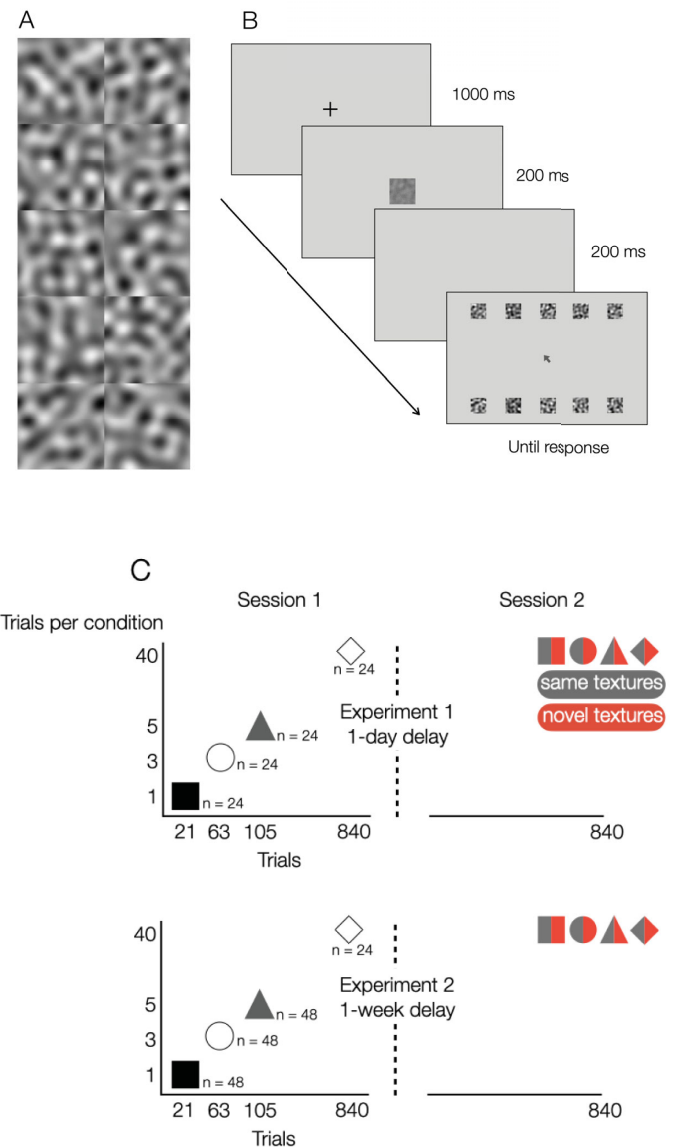 A
B
1000 ms
200 ms
200 ms
Until response
C
Session 1
Session 2
Trials per condition
40
n = 24
same textures
Experiment 1
5
n = 24
novel textures
1-day delay
3
n = 24
1
n = 24
21 63 105 840
840
Trials
40
n = 24
Experiment 2
5
n = 48
1-week delay
3
n = 48
1
n = 48
21 63 105 840
840
Trials